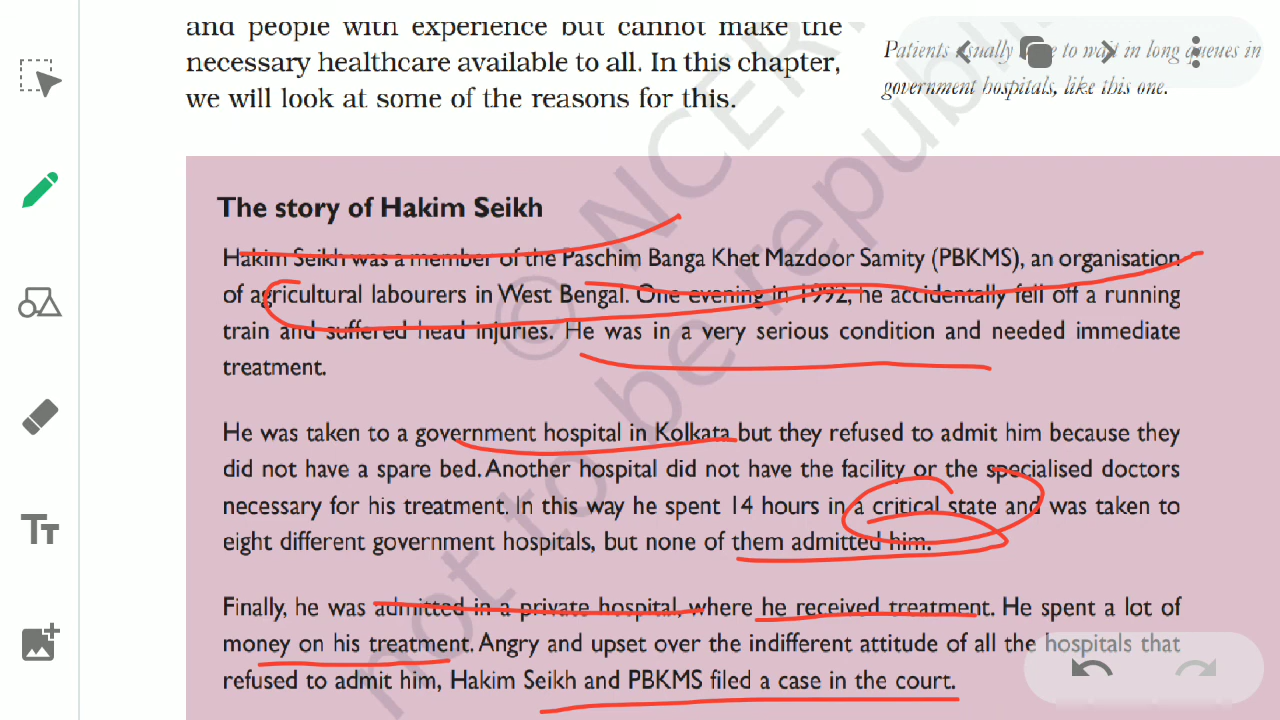 and people with experience but cannot make the
necessary healthcare available to all. In this chapter,
we will look at some of the reasons for this.
Patients usually to wait in long queues in
government hospitals, like this one.
The story of Hakim Seikh
Hakim Seikh was a member of the Paschim Banga Khet Mazdoor Samity (PBKMS), an organisation
of agricultural labourers in West Bengal. One evening in 1992, he accidentally fell off a running
train and suffered head injuries. He was in a very serious condition and needed immediate
treatment.
He was taken to a government hospital in Kolkata but they refused to admit him because they
did not have a spare bed. Another hospital did not have the facility or the specialised doctors
necessary for his treatment. In this way he spent 14 hours in a critical state and was taken to
eight different government hospitals, but none of them admitted him.
Finally, he was admitted in a private hospital, where he received treatment. He spent a lot of
money on his treatment. Angry and upset over the indifferent attitude of all the hospitals that
refused to admit him, Hakim Seikh and PBKMS filed a case in the court.
© NCER
not to be republ
TT